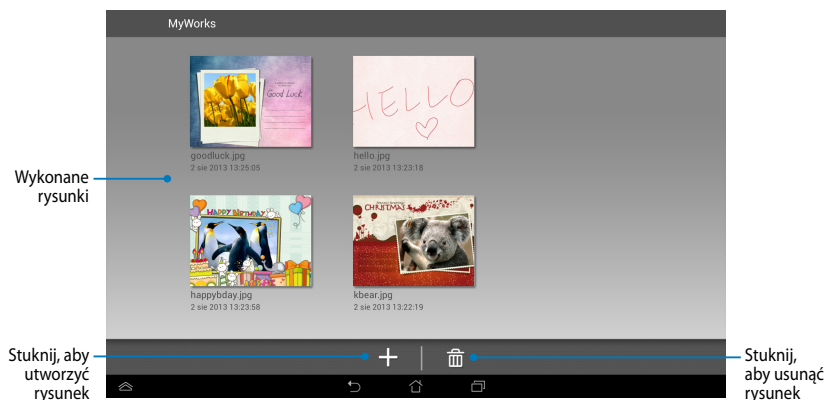 MyWorks
Good Luck
HELLO
goodluck.jpg
2 sie 2013 13:25:05
hello.jpg
2 sie 2013 13:23:18
Wykonane
rysunki
HAPPY BIRTHDAY
CHRISTMAS
happybday.jpg
2 sie 2013 13:23:58
kbear.jpg
2 sie 2013 13:22:19
Stuknij, aby
utworzyć
rysunek
Stuknij,
aby usunąć
rysunek